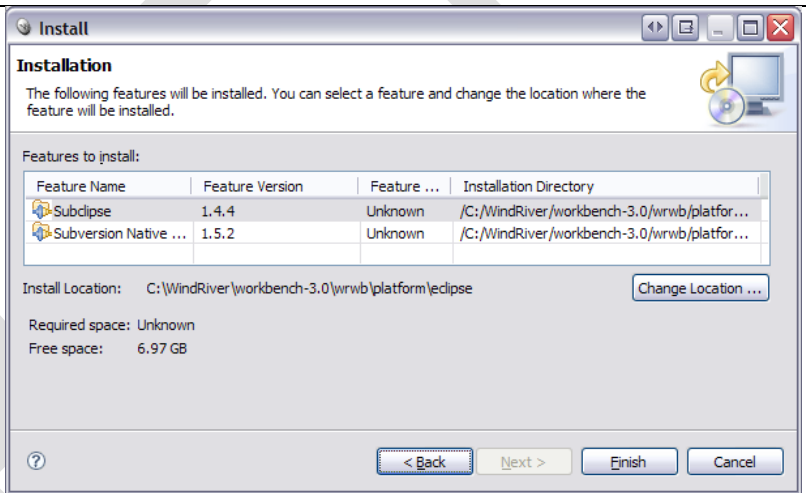 Install
Installation
The following features will be installed. You can select a feature and change the location where the
feature will be installed.
Features to install:
Feature Name Feature Version Feature ... Installation Directory
Subclipse 1.4.4 Unknown /C:/WindRiver/workbench-3.0/wrwb/platfor...
Subversion Native ... 1.5.2 Unknown /C:/WindRiver/workbench-3.0/wrwb/platfor...
Install Location: C:\WindRiver\workbench-3.0\wrwb\platform\eclipse Change Location ...
Required space: Unknown
Free space: 6.97 GB
? < Back Next > Finish Cancel